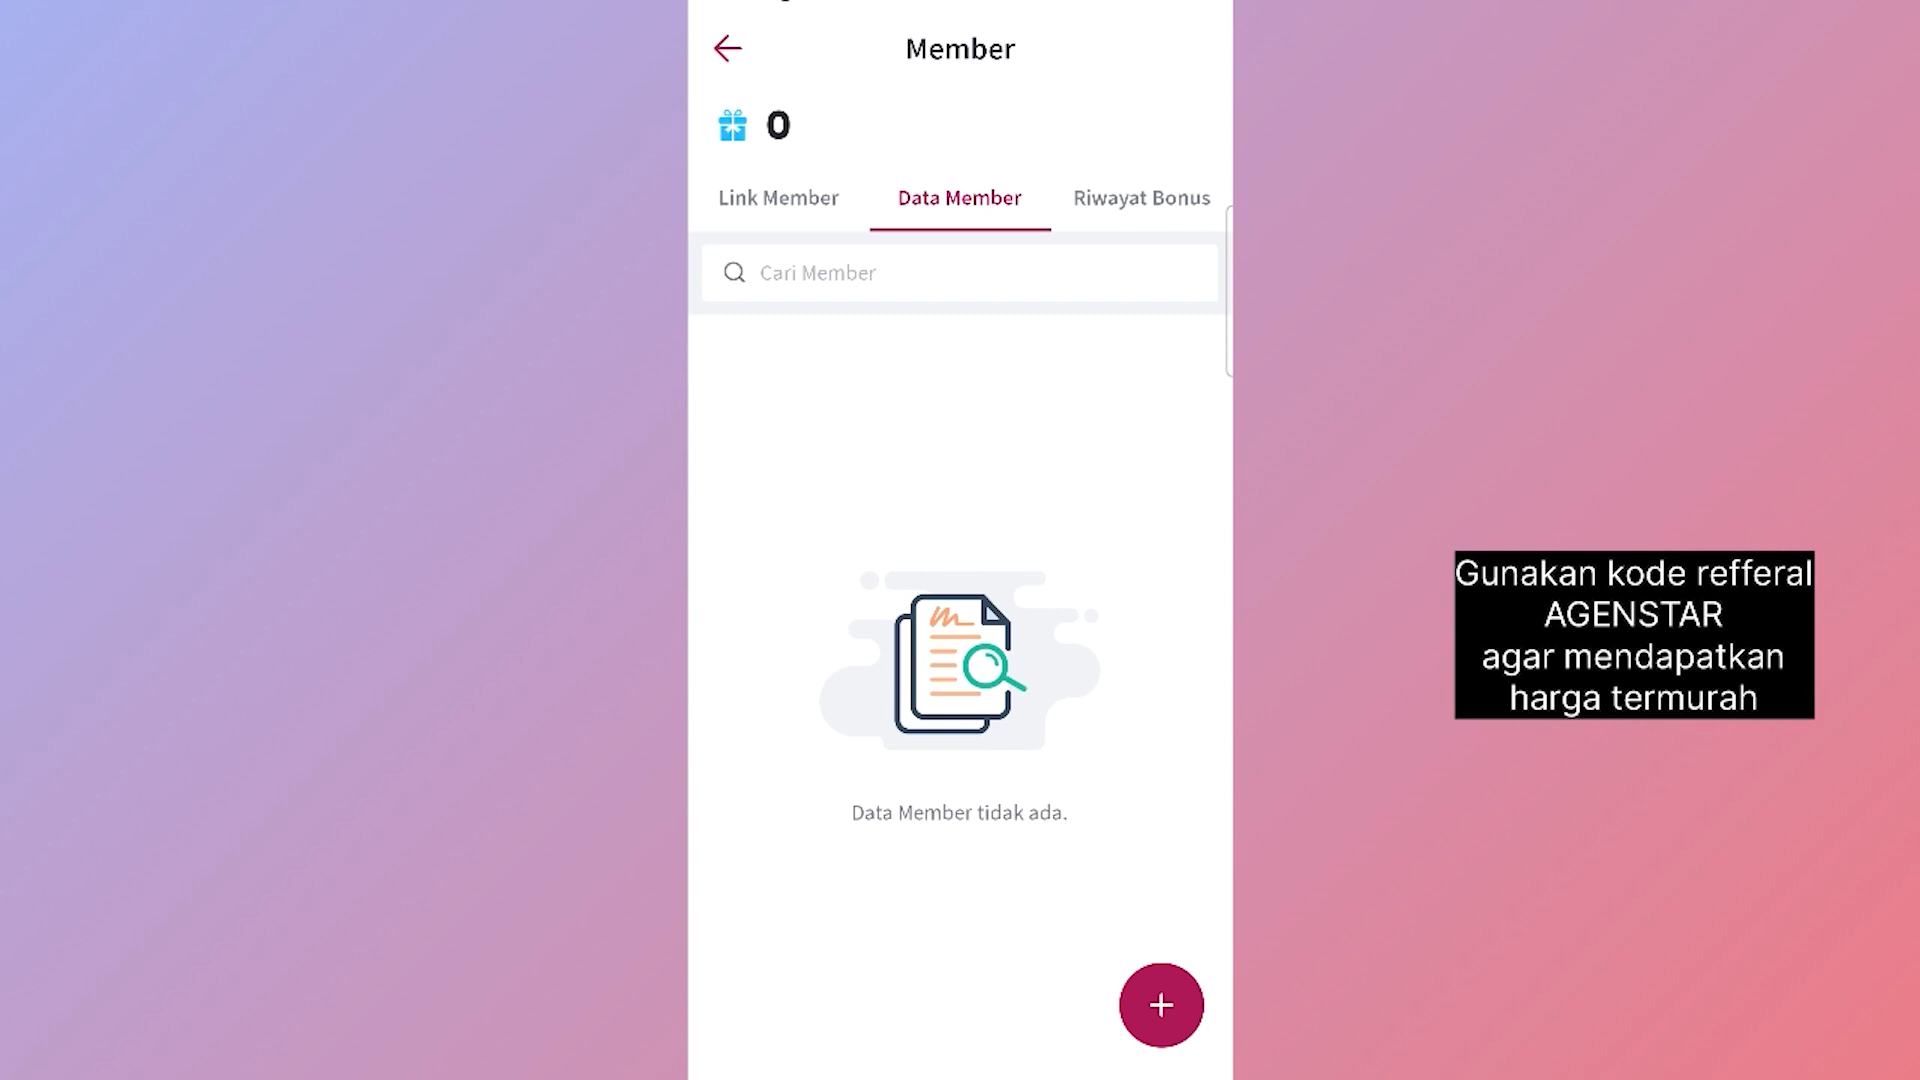 Member
0
Link Member Data Member Riwayat Bonus
Cari Member
Data Member tidak ada.
Gunakan kode refferal
AGENSTAR
agar mendapatkan
harga termurah